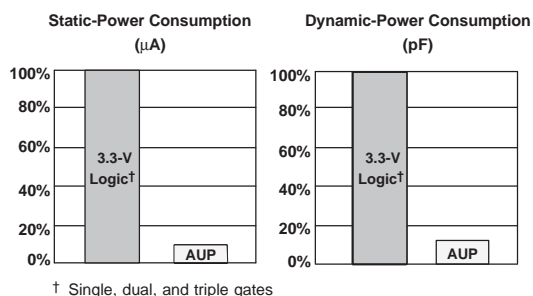 Static-Power Consumption
(μA)
100%
80%
60%
40%
20%
0%
3.3-V
Logic†
AUP
Dynamic-Power Consumption
(pF)
100%
80%
60%
40%
20%
0%
3.3-V
Logic†
AUP
† Single, dual, and triple gates